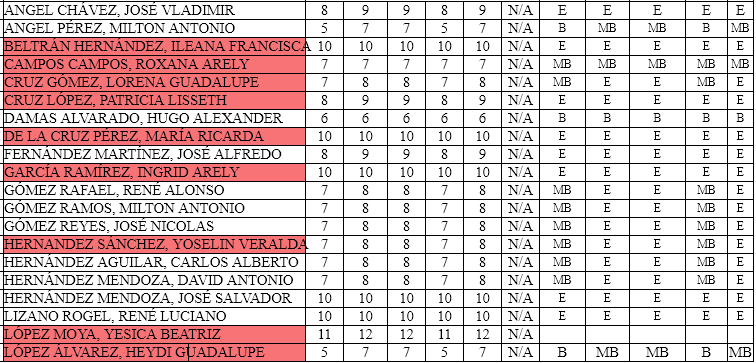 ANGEL CHÁVEZ, JOSÉ VLADIMIR 8 9 9 8 9 N/A E E E E E
ANGEL PÉREZ, MILTON ANTONIO 5 7 7 5 7 N/A B MB MB B MB
BELTRÁN HERNÁNDEZ, ILEANA FRANCISCA 10 10 10 10 10 N/A E E E E E
CAMPOS CAMPOS, ROXANA ARELY 7 7 7 7 7 N/A MB MB MB MB MB
CRUZ GÓMEZ, LORENA GUADALUPE 7 8 8 7 8 N/A MB E E MB E
CRUZ LÓPEZ, PATRICIA LISSETH 8 9 9 8 9 N/A E E E E E
DAMAS ALVARADO, HUGO ALEXANDER 6 6 6 6 6 N/A B B B B B
DE LA CRUZ PÉREZ, MARÍA RICARDA 10 10 10 10 10 N/A E E E E E
FERNÁNDEZ MARTÍNEZ, JOSÉ ALFREDO 8 9 9 8 9 N/A E E E E E
GARCÍA RAMÍREZ, INGRID ARELY 10 10 10 10 10 N/A E E E E E
GÓMEZ RAFAEL, RENÉ ALONSO 7 8 8 7 8 N/A MB E E MB E
GÓMEZ RAMOS, MILTON ANTONIO 7 8 8 7 8 N/A MB E E MB E
GÓMEZ REYES, JOSÉ NICOLAS 7 8 8 7 8 N/A MB E E MB E
HERNANDEZ SÁNCHEZ, YOSELIN VERALDA 7 8 8 7 8 N/A MB E E MB E
HERNÁNDEZ AGUILAR, CARLOS ALBERTO 7 8 8 7 8 N/A MB E E MB E
HERNÁNDEZ MENDOZA, DAVID ANTONIO 7 8 8 7 8 N/A MB E E MB E
HERNÁNDEZ MENDOZA, JOSÉ SALVADOR 10 10 10 10 10 N/A E E E E E
LIZANO ROGEL, RENÉ LUCIANO 10 10 10 10 10 N/A E E E E E
LÓPEZ MOYA, YESICA BEATRIZ 11 12 12 11 12 N/A
LÓPEZ ÁLVAREZ, HEYDI GUADALUPE 5 7 7 5 7 N/A B MB MB B MB